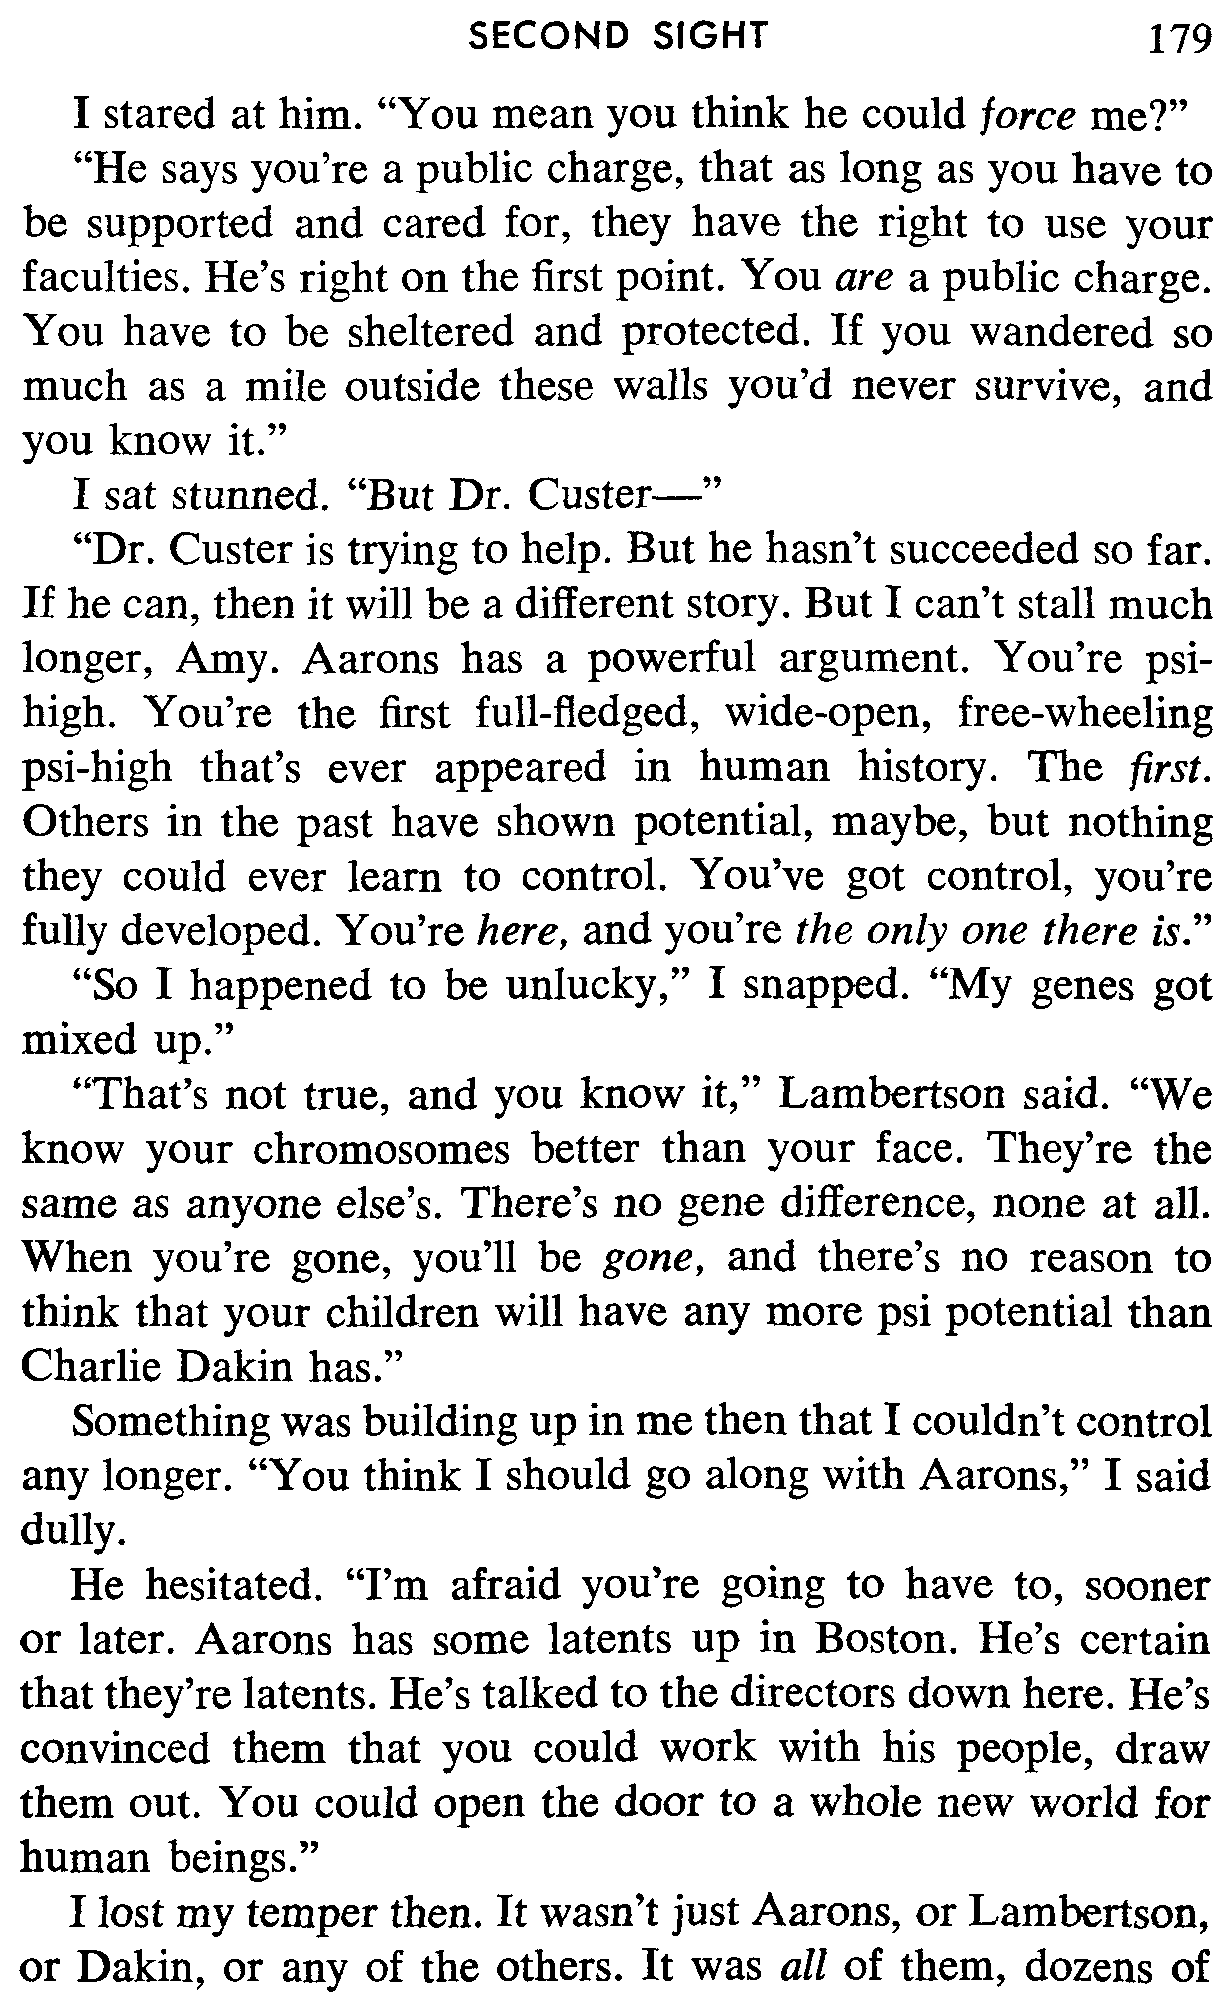 SECOND SIGHT 179
I stared at him. “You mean you think he could force me?”
“He says you're a public charge, that as long as you have to
be supported and cared for, they have the right to use your
faculties. He's right on the first point. You are a public charge.
You have to be sheltered and protected. If you wandered so
much as a mile outside these walls you'd never survive, and
you know it.”
I sat stunned. “But Dr. Custer—”
“Dr. Custer is trying to help. But he hasn't succeeded so far.
If he can, then it will be a different story. But I can't stall much
longer, Amy. Aarons has a powerful argument. You're psi-
high. You're the first full-fledged, wide-open, free-wheeling
psi-high that's ever appeared in human history. The first.
Others in the past have shown potential, maybe, but nothing
they could ever learn to control. You've got control, you're
fully developed. You're here, and you're the only one there is.”
“So I happened to be unlucky,” I snapped. “My genes got
mixed up.”
“That's not true, and you know it,” Lambertson said. “We
know your chromosomes better than your face. They're the
same as anyone else's. There's no gene difference, none at all.
When you're gone, you'll be gone, and there's no reason to
think that your children will have any more psi potential than
Charlie Dakin has.”
Something was building up in me then that I couldn't control
any longer. “You think I should go along with Aarons,” I said
dully.
He hesitated. “I'm afraid you're going to have to, sooner
or later. Aarons has some latents up in Boston. He's certain
that they're latents. He's talked to the directors down here. He's
convinced them that you could work with his people, draw
them out. You could open the door to a whole new world for
human beings.”
I lost my temper then. It wasn't just Aarons, or Lambertson,
or Dakin, or any of the others. It was all of them, dozens of